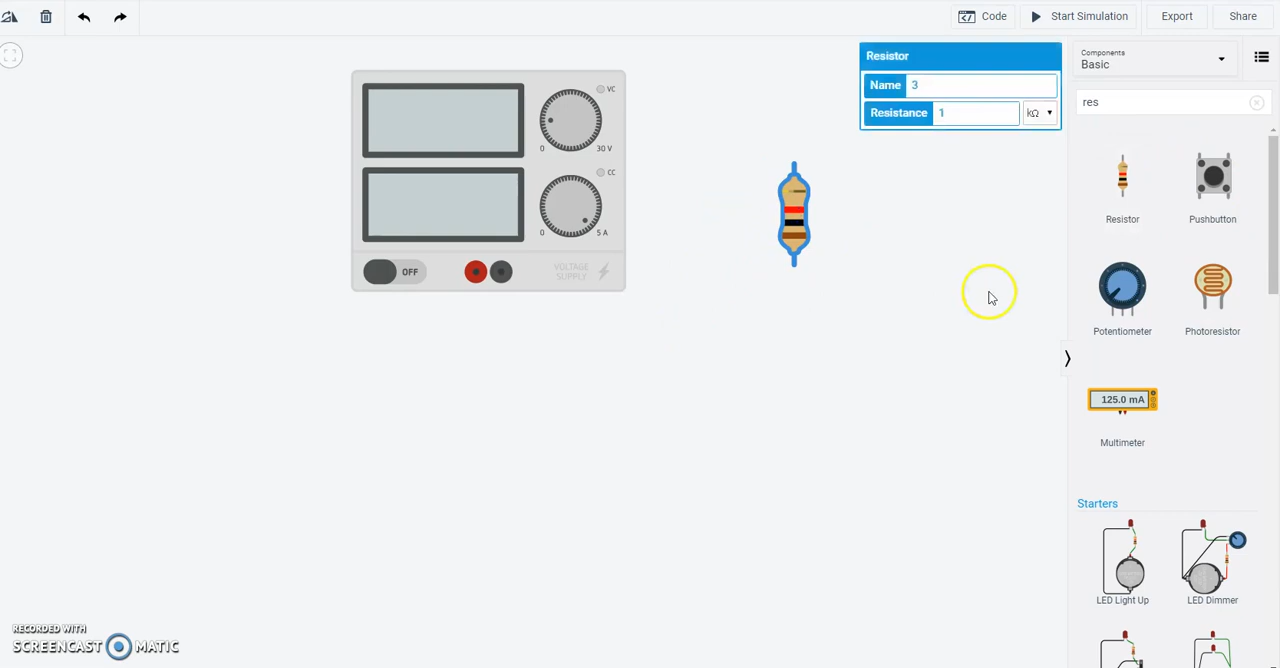 Code
Start Simulation
Export
Share
Resistor
Name 3
Resistance 1 kΩ
Components
Basic
res
VC
0 30 V
CC
0 5 A
OFF
VOLTAGE
SUPPLY
Resistor
Pushbutton
Potentiometer
Photoresistor
125.0 mA
Multimeter
Starters
LED Light Up
LED Dimmer
RECORDED WITH
SCREENCAST MATIC